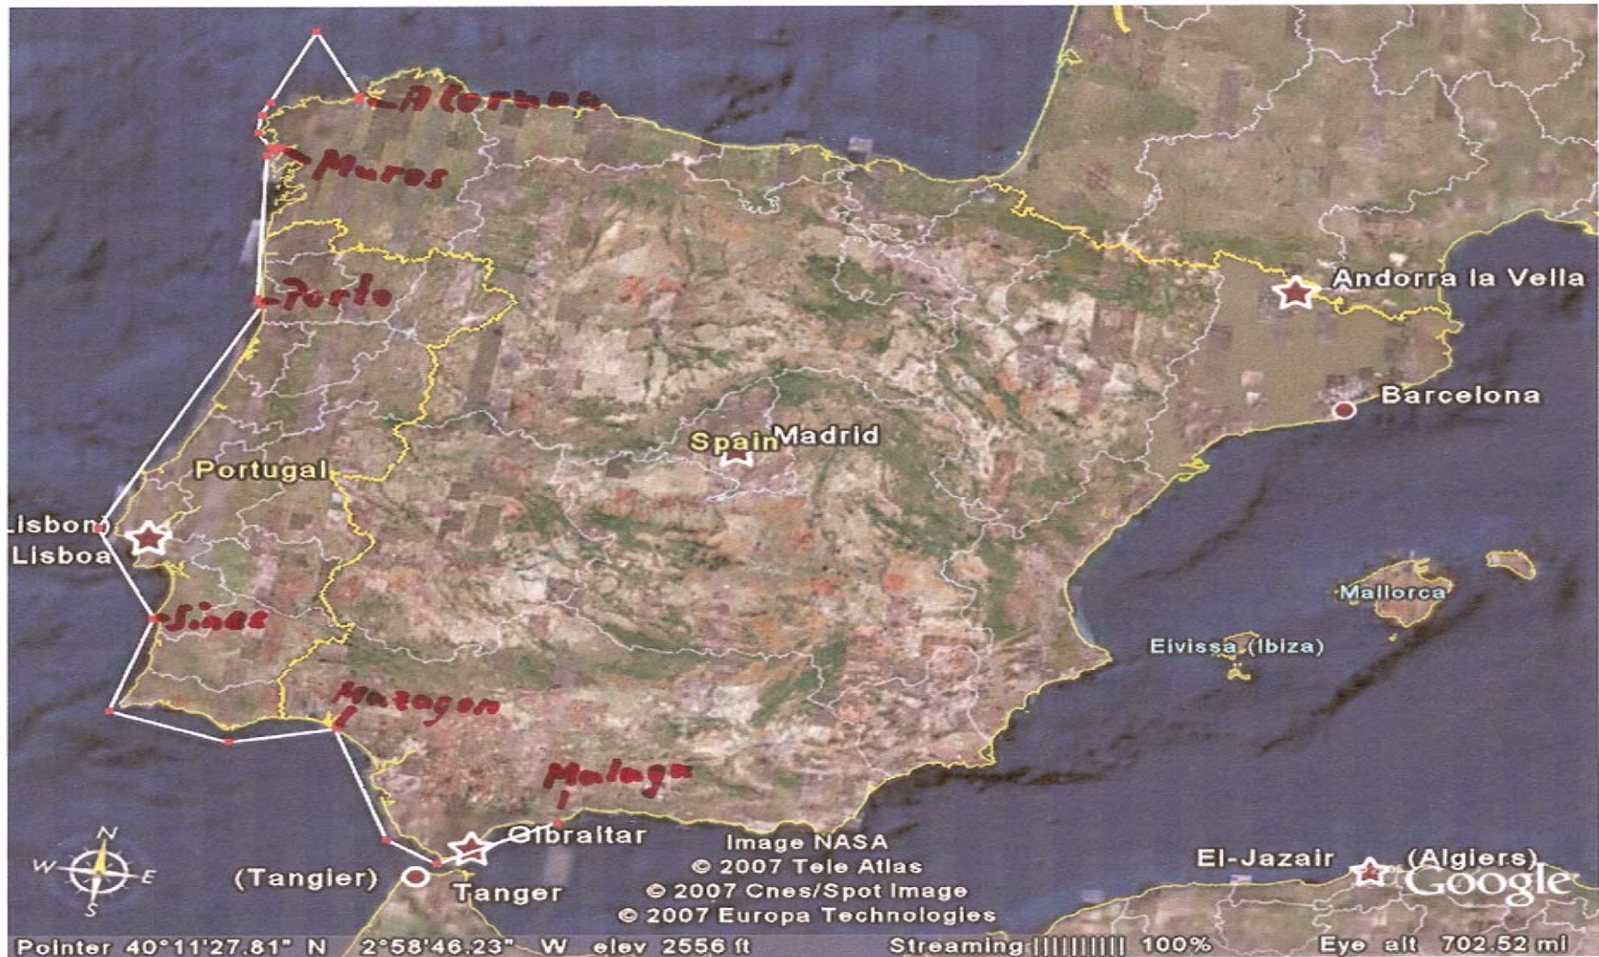 A Coruna
Muros
Porto
Andorra la Vella
Barcelona
Spain
Madrid
Portugal
(Lisbon)
Lisboa
Sines
Mallorca
Eivissa (Ibiza)
Mazagon
Malaga
Gibraltar
(Tangier)
Tanger
El-Jazair
(Algiers)
N
W
E
S
Image NASA
© 2007 Tele Atlas
© 2007 Cnes/Spot Image
© 2007 Europa Technologies
Google
Pointer 40°11'27.81" N 2°58'46.23" W elev 2556 ft Streaming |||||||||| 100% Eye alt 702.52 mi